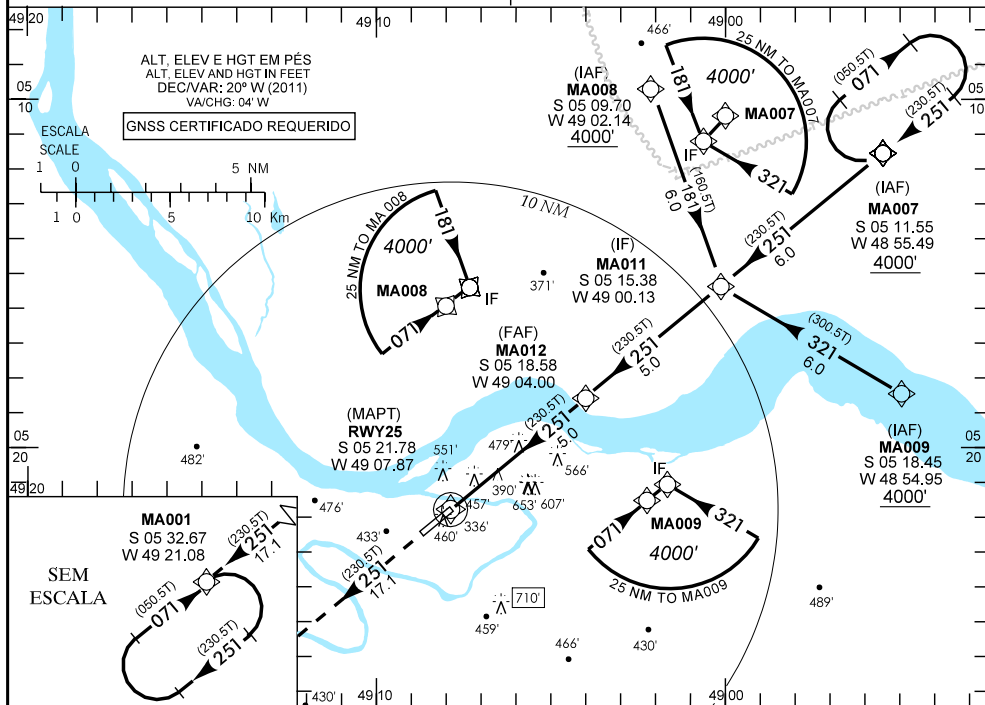 49 20
49 10
49 00
ALT, ELEV E HGT EM PÉS
ALT, ELEV AND HGT IN FEET
DEC/VAR: 20º W (2011)
VA/CHG: 04' W
GNSS CERTIFICADO REQUERIDO
05
10
ESCALA
SCALE
1 0 5 NM
1 0 5 10 Km
466'
(IAF)
MA008
S 05 09.70
W 49 02.14
4000'
25 NM TO MA007
4000'
181
MA007
IF
321
(050.5T)
071
(230.5T)
251
05
10
(IAF)
MA007
S 05 11.55
W 48 55.49
4000'
(160.5T)
181
6.0
(230.5T)
251
6.0
10 NM
25 NM TO MA 008
4000'
181
MA008
IF
071
371'
(IF)
MA011
S 05 15.38
W 49 00.13
(230.5T)
251
5.0
(300.5T)
321
6.0
(FAF)
MA012
S 05 18.58
W 49 04.00
(230.5T)
251
5.0
(IAF)
MA009
S 05 18.45
W 48 54.95
4000'
05
20
05
20
(MAPT)
RWY25
S 05 21.78
W 49 07.87
482'
551'
479'
566'
457'
390'
653'
607'
336'
460'
476'
433'
IF
071
MA009
321
4000'
25 NM TO MA009
(230.5T)
251
17.1
49 20
MA001
S 05 32.67
W 49 21.08
(230.5T)
251
17.1
SEM
ESCALA
(050.5T)
071
(230.5T)
251
710'
459'
489'
466'
430'
430'
49 10
49 00